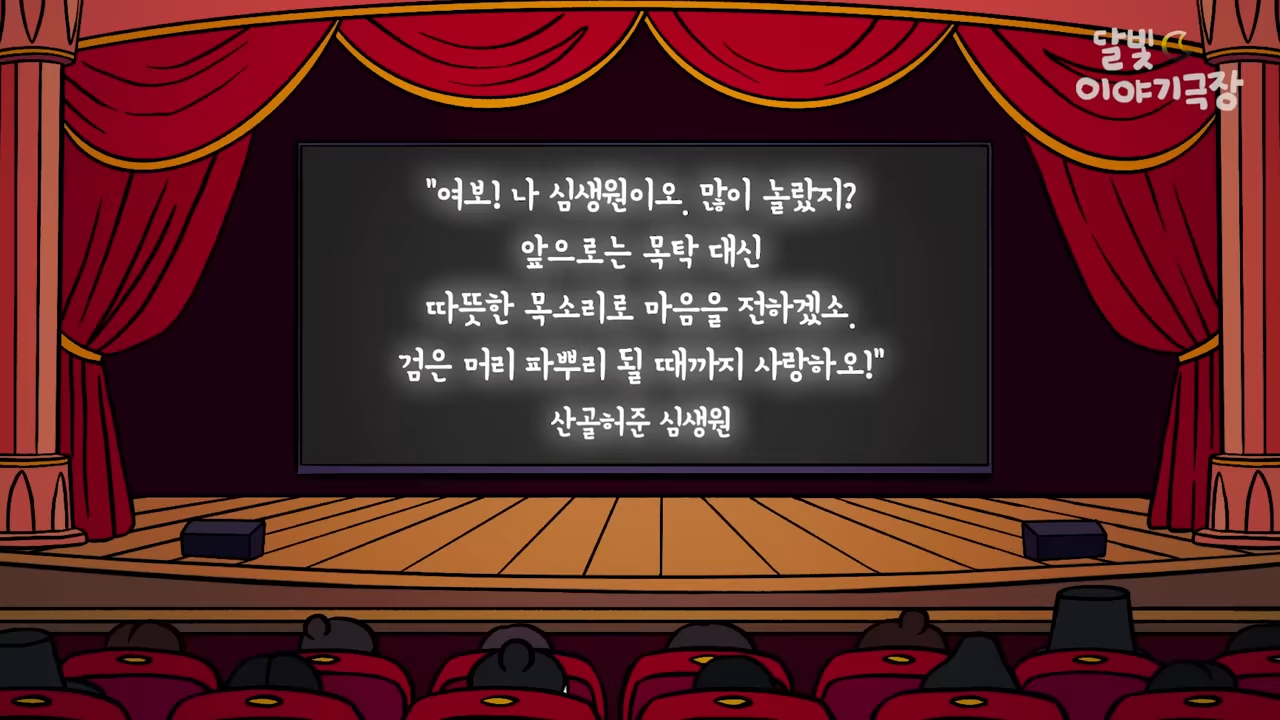 달빛
이야기극장
"여보! 나 심생원이오. 많이 놀랐지?
앞으로는 목탁 대신
따뜻한 목소리로 마음을 전하겠소.
검은 머리 파뿌리 될 때까지 사랑하오!"
산골허준 심생원